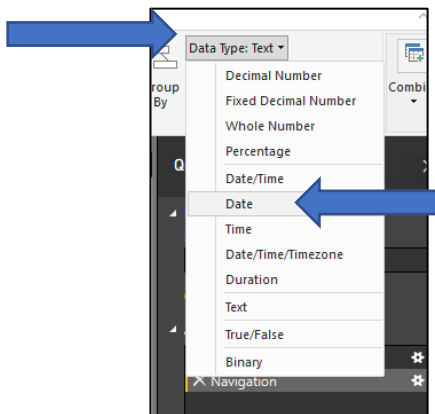 Data Type: Text
Group
By
Combi
Decimal Number
Fixed Decimal Number
Whole Number
Percentage
Date/Time
Date
Time
Date/Time/Timezone
Duration
Text
True/False
Binary
Q
Navigation